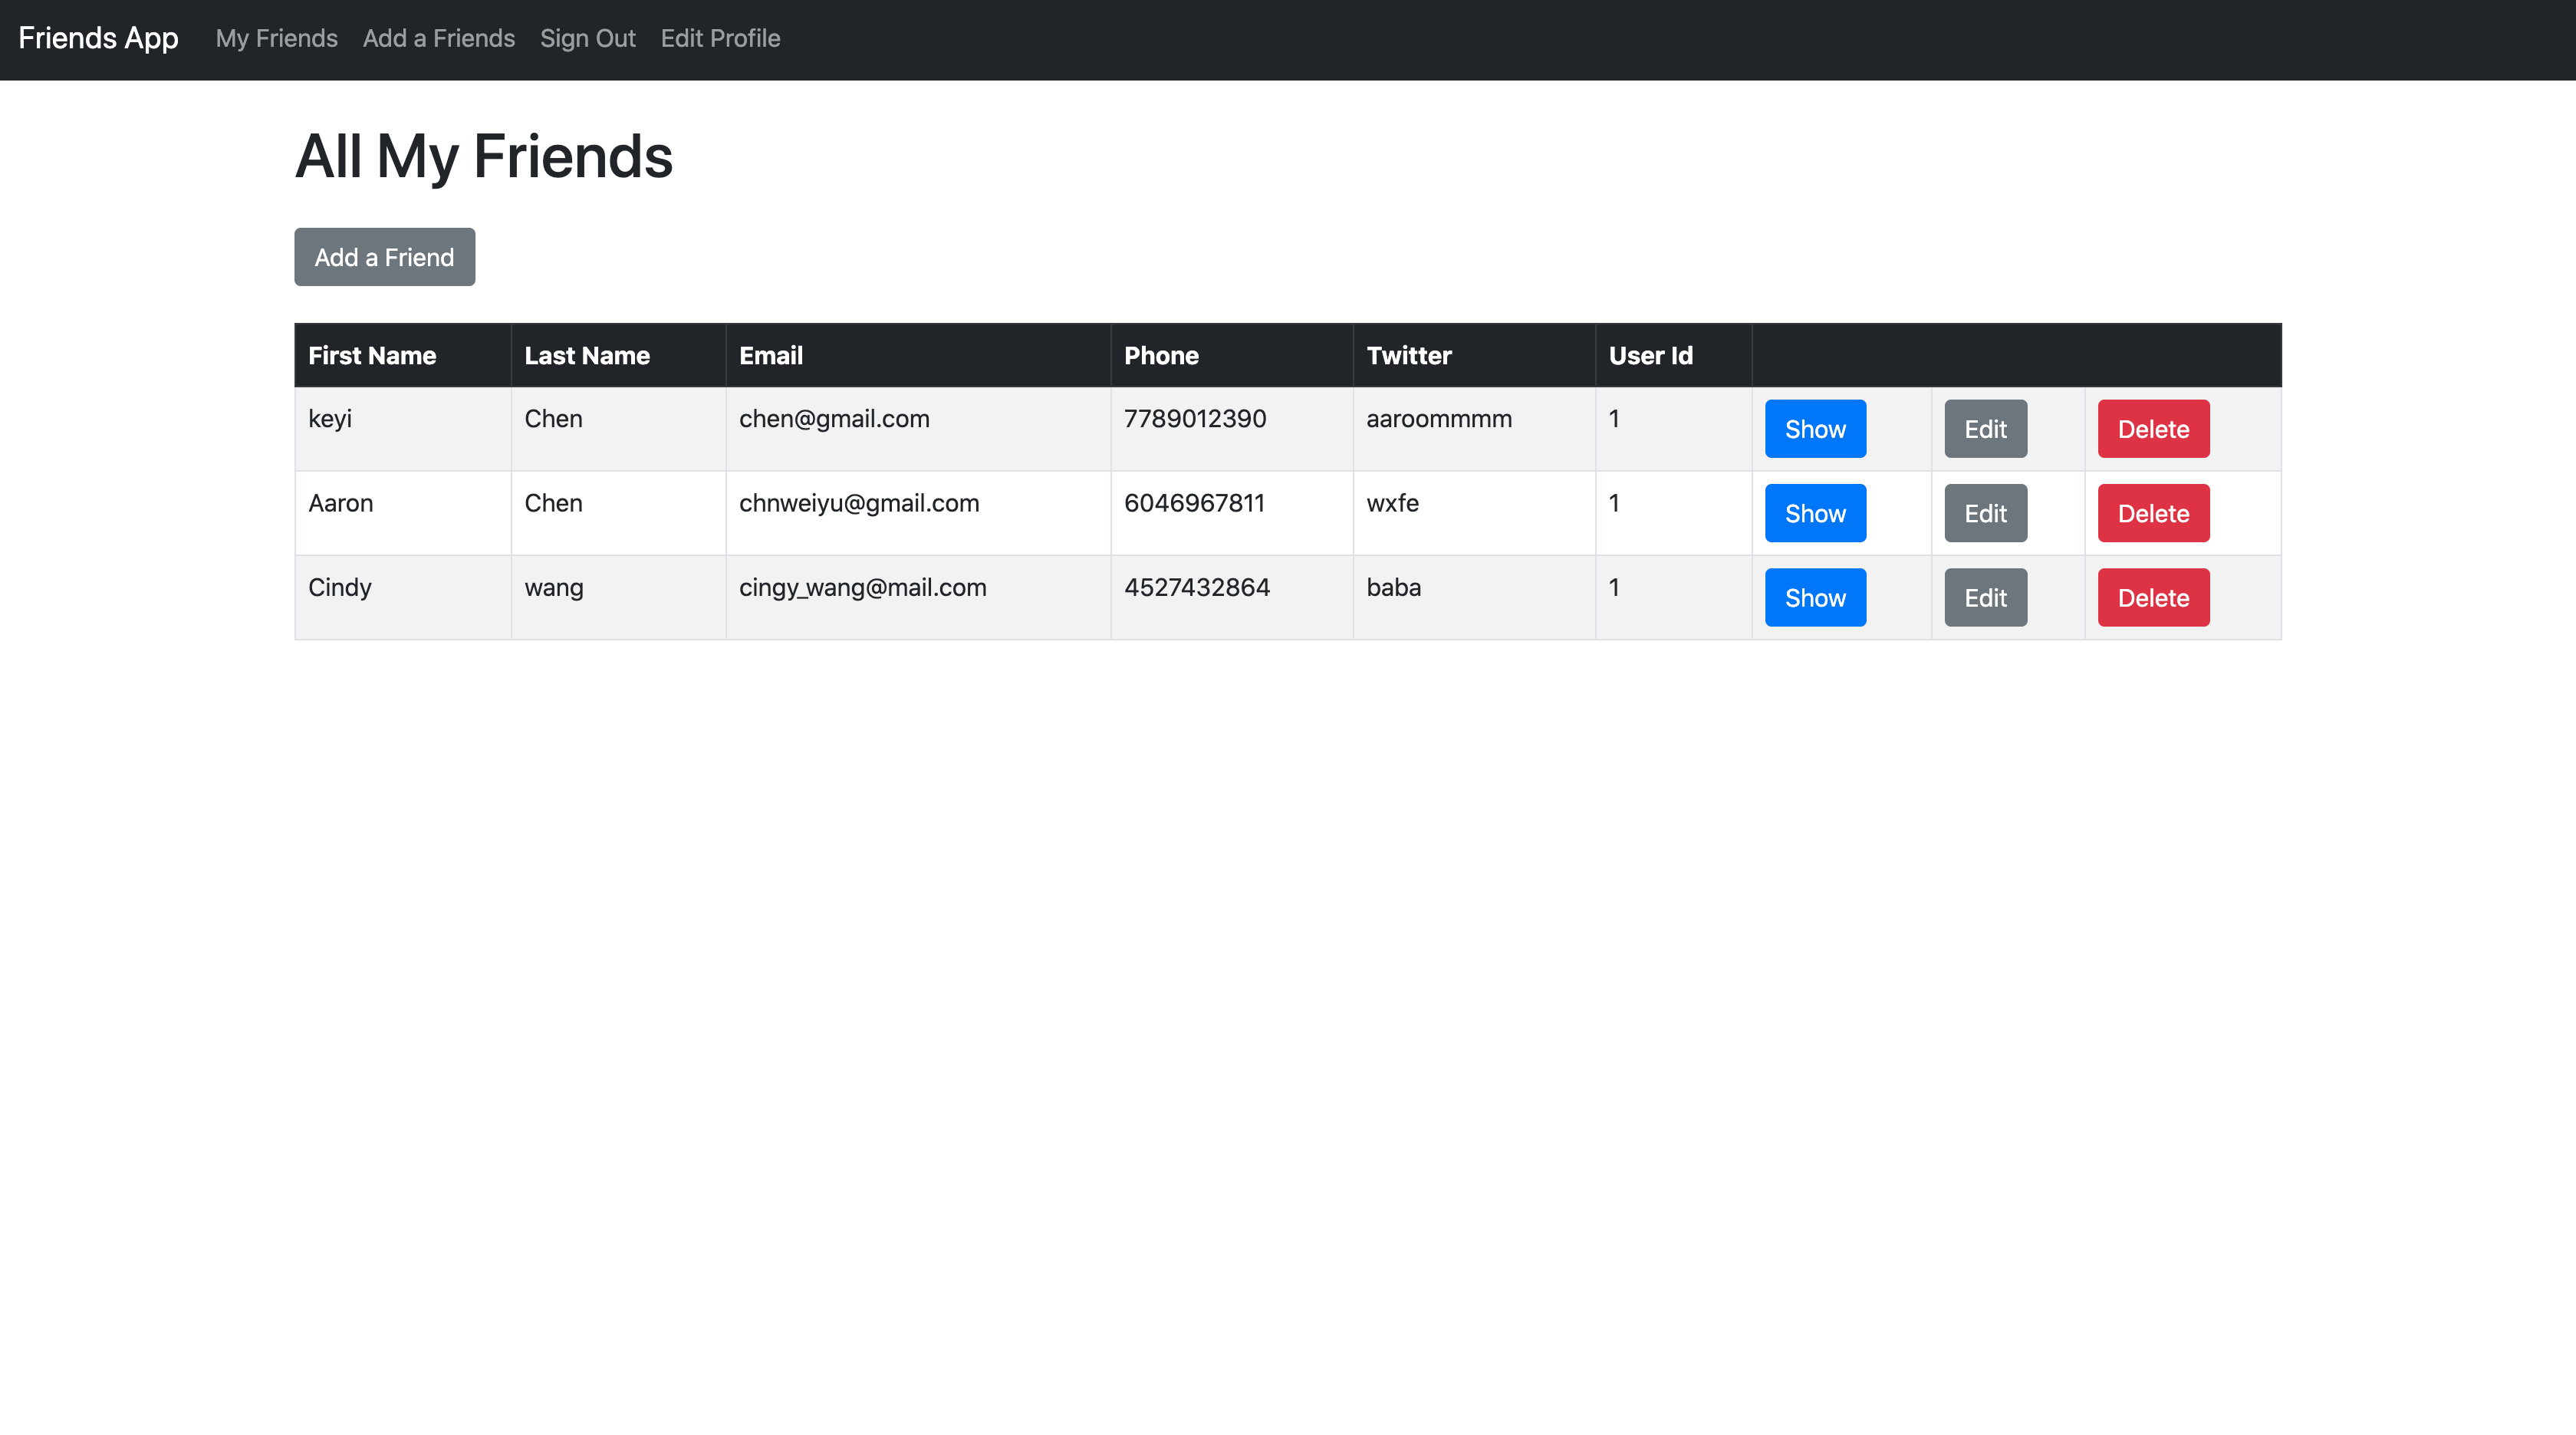 Friends App My Friends Add a Friends Sign Out Edit Profile
All My Friends
Add a Friend
First Name Last Name Email Phone Twitter User Id
keyi Chen chen@gmail.com 7789012390 aaroommmm 1 Show Edit Delete
Aaron Chen chnweiyu@gmail.com 6046967811 wxfe 1 Show Edit Delete
Cindy wang cingy_wang@mail.com 4527432864 baba 1 Show Edit Delete